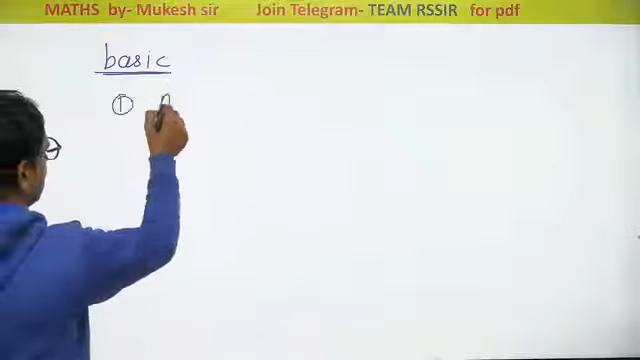 MATHS by- Mukesh sir Join Telegram- TEAM RSSIR for pdf
basic
①